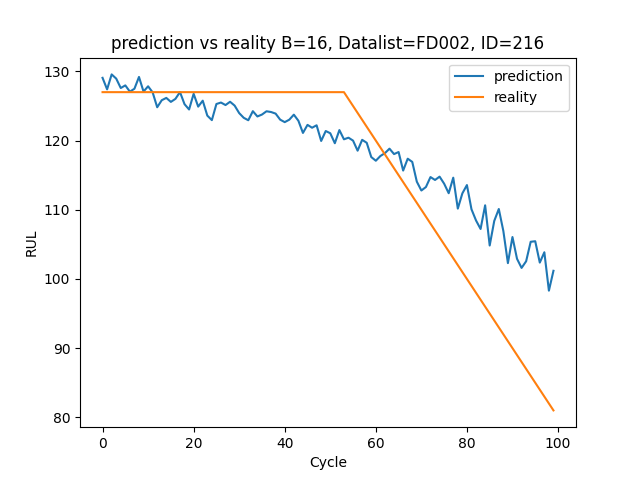 prediction vs reality B=16, Datalist=FD002, ID=216
prediction
reality
130
120
110
100
90
80
RUL
0 20 40 60 80 100
Cycle